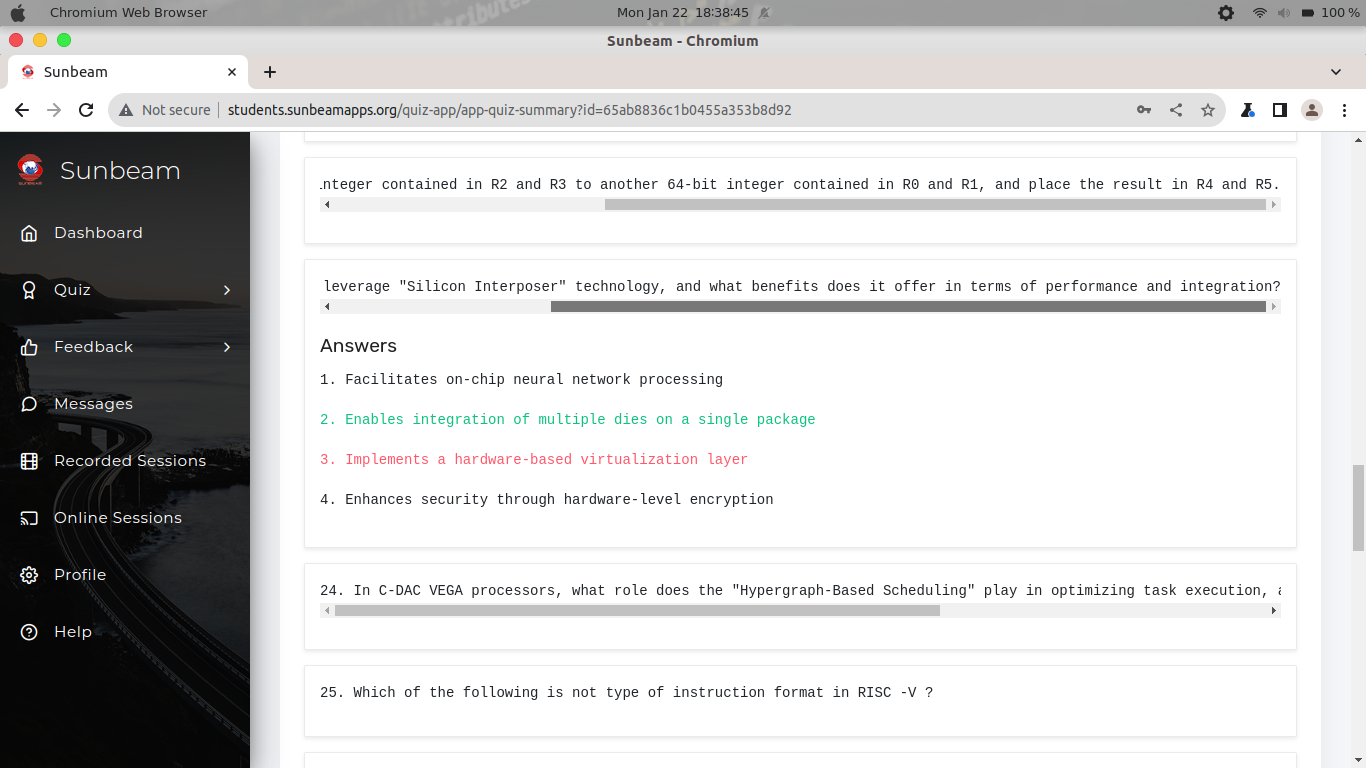 Chromium Web Browser
Mon Jan 22 18:38:45
100 %
Sunbeam - Chromium
Sunbeam
Not secure
students.sunbeamapps.org/quiz-app/app-quiz-summary?id=65ab8836c1b0455a353b8d92
Sunbeam
Dashboard
Quiz
Feedback
Messages
Recorded Sessions
Online Sessions
Profile
Help
integer contained in R2 and R3 to another 64-bit integer contained in R0 and R1, and place the result in R4 and R5.
leverage "Silicon Interposer" technology, and what benefits does it offer in terms of performance and integration?
Answers
1. Facilitates on-chip neural network processing
2. Enables integration of multiple dies on a single package
3. Implements a hardware-based virtualization layer
4. Enhances security through hardware-level encryption
24. In C-DAC VEGA processors, what role does the "Hypergraph-Based Scheduling" play in optimizing task execution,
25. Which of the following is not type of instruction format in RISC -V ?